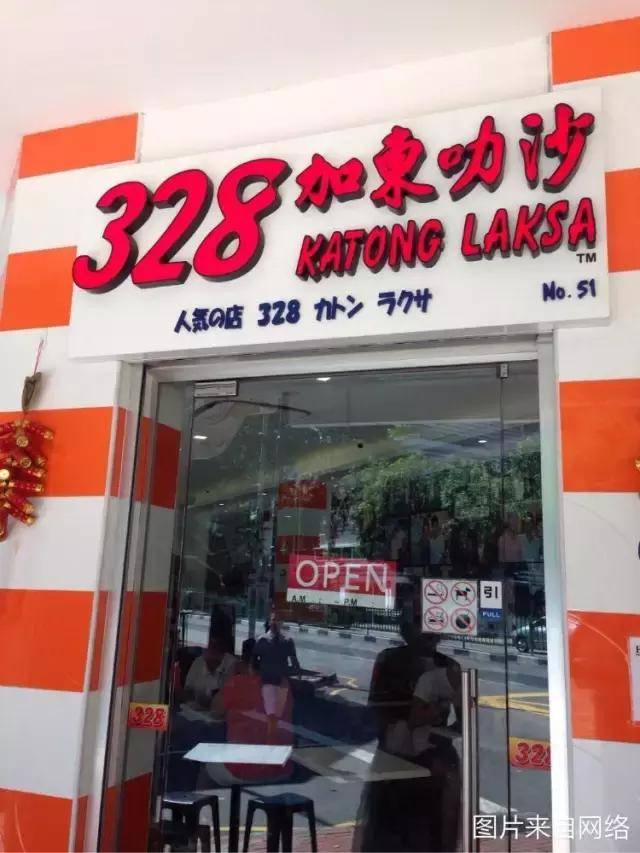 328 加東叻沙
KATONG LAKSA
TM
人気の店 328 カトン ラクサ No. 51
OPEN
A.M. : ~ P.M.
引
PULL
328
328
图片来自网络